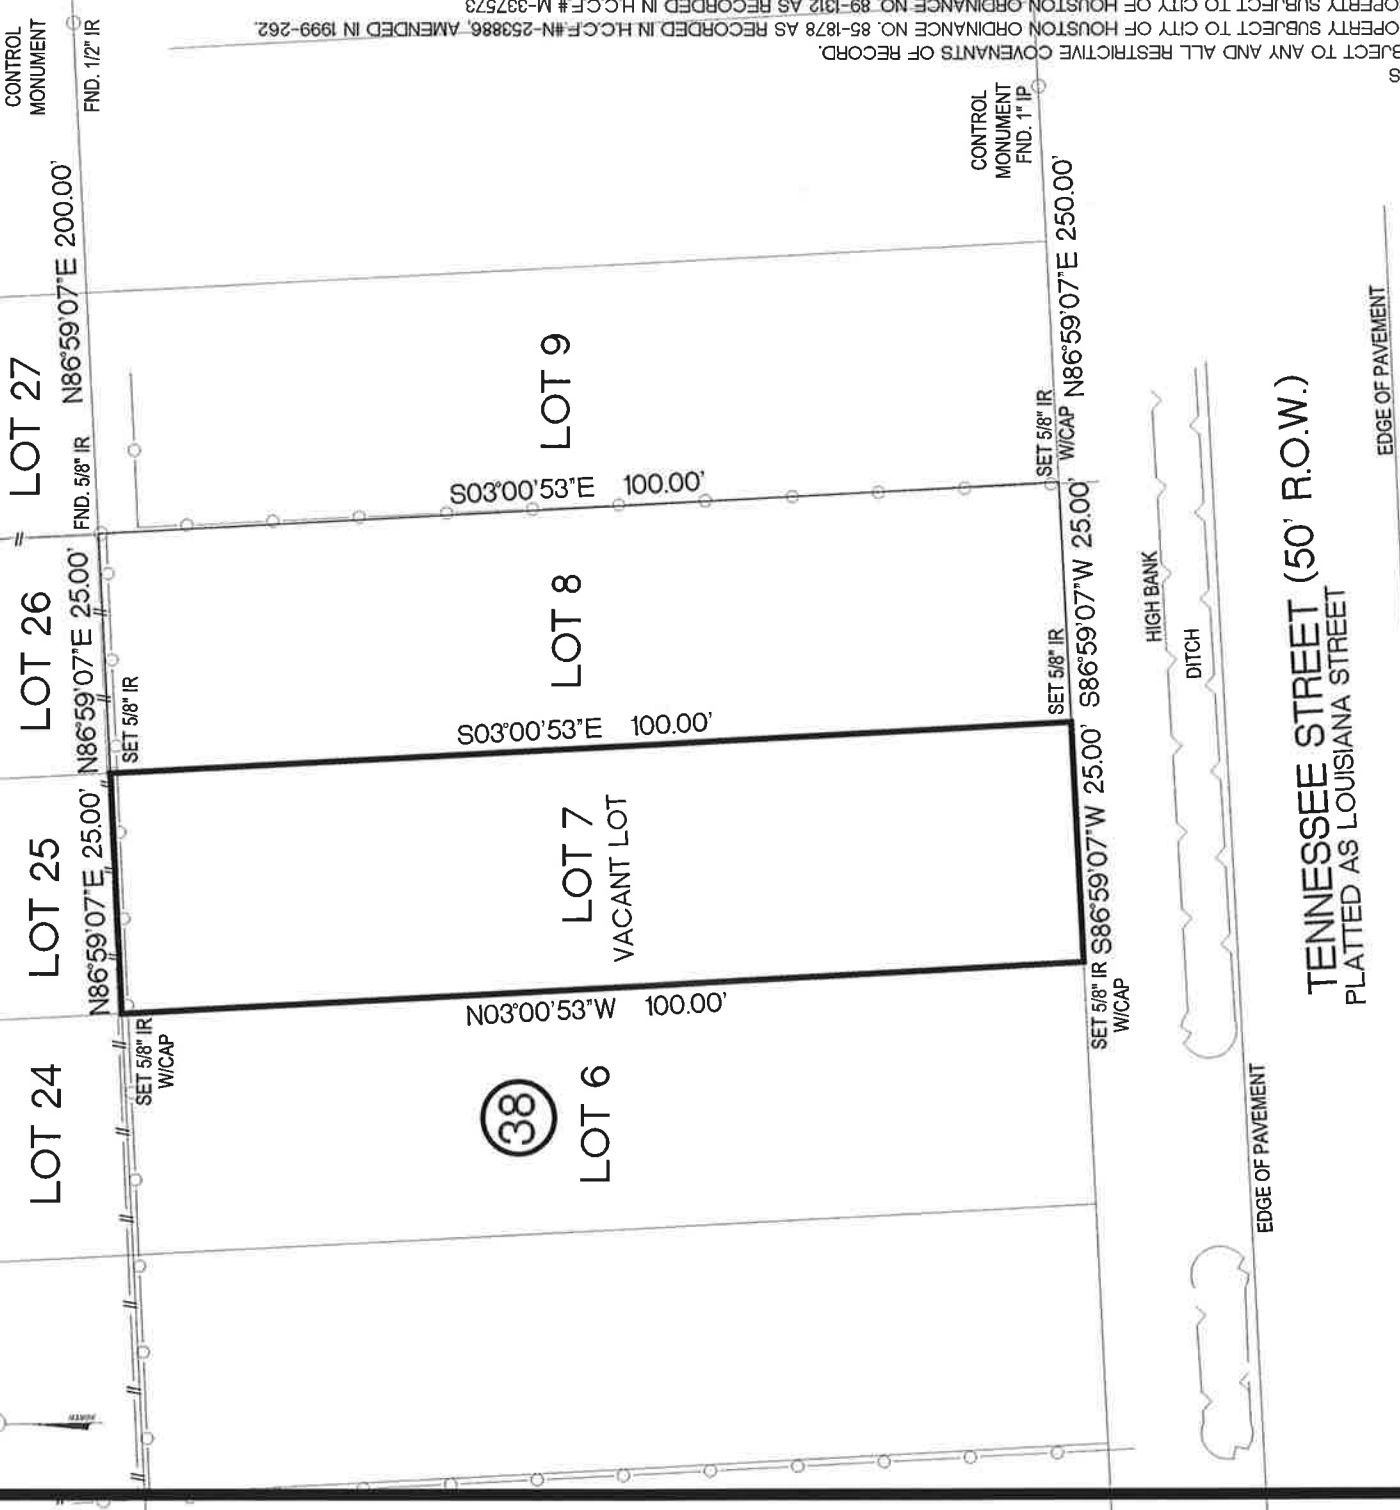 SUBJECT TO ANY AND ALL RESTRICTIVE COVENANTS OF RECORD.
PROPERTY SUBJECT TO CITY OF HOUSTON ORDINANCE NO. 85-1878 AS RECORDED IN H.C.C.F.#N-253886, AMENDED IN 1999-262.
PROPERTY SUBJECT TO CITY OF HOUSTON ORDINANCE NO. 89-1312 AS RECORDED IN H.C.C.F.# M-337573
CONTROL
MONUMENT
FND. 1/2" IR
N86°59'07"E 200.00'
LOT 27
FND. 5/8" IR
LOT 26
N86°59'07"E 25.00'
SET 5/8" IR
LOT 25
N86°59'07"E 25.00'
LOT 24
SET 5/8" IR
W/CAP
LOT 9
S03°00'53"E 100.00'
LOT 8
S03°00'53"E 100.00'
LOT 7
VACANT LOT
N03°00'53"W 100.00'
38
LOT 6
CONTROL
MONUMENT
FND. 1" IP
N86°59'07"E 250.00'
SET 5/8" IR
W/CAP
S86°59'07"W 25.00'
SET 5/8" IR
S86°59'07"W 25.00'
SET 5/8" IR
W/CAP
HIGH BANK
DITCH
EDGE OF PAVEMENT
EDGE OF PAVEMENT
TENNESSEE STREET (50' R.O.W.)
PLATTED AS LOUISIANA STREET